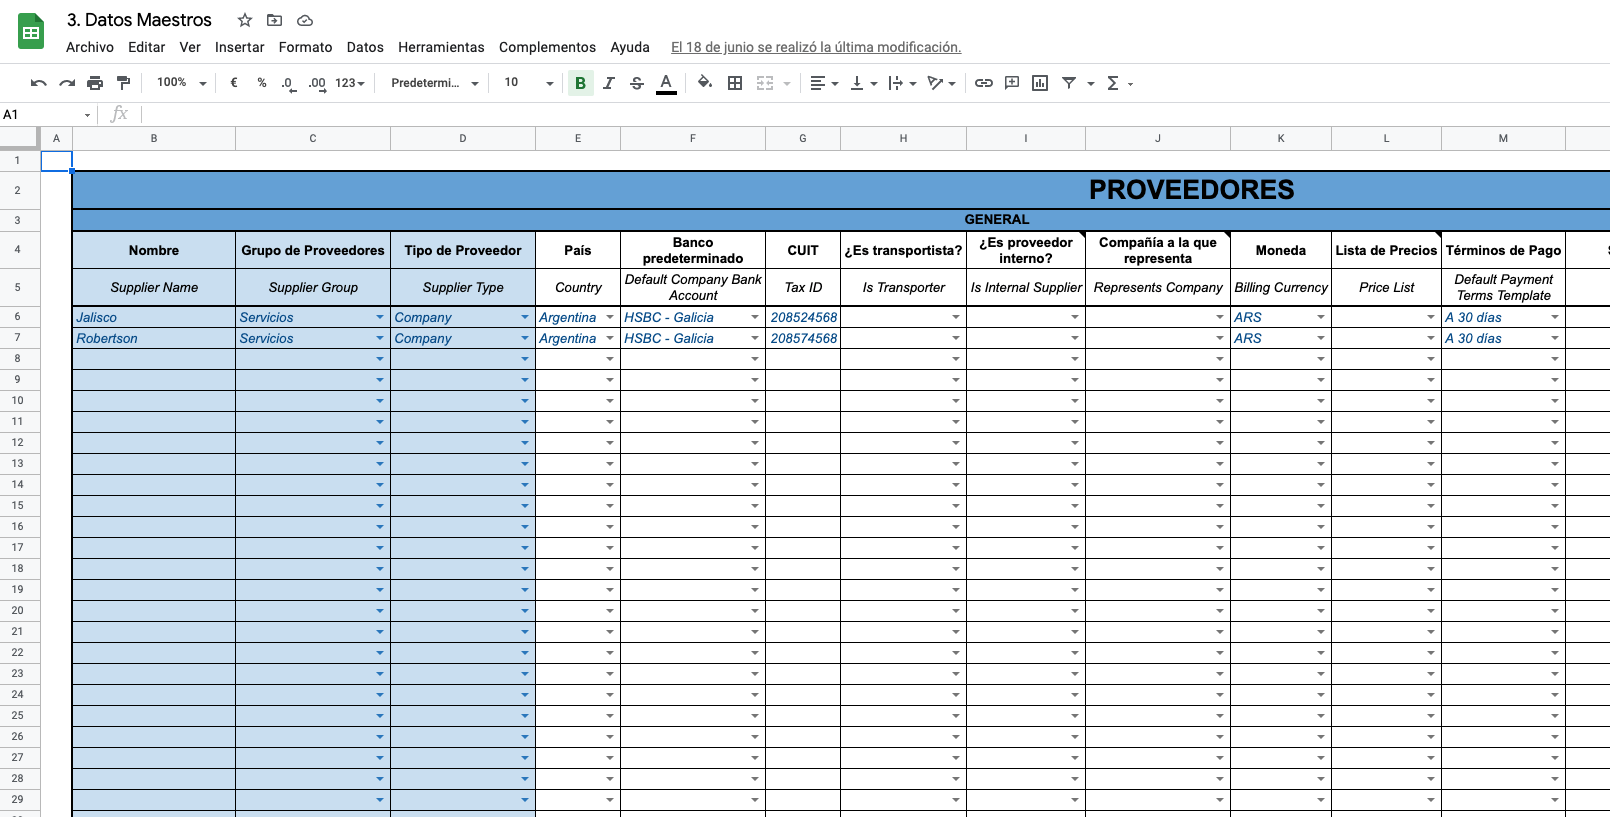 3. Datos Maestros
Archivo Editar Ver Insertar Formato Datos Herramientas Complementos Ayuda El 18 de junio se realizó la última modificación.
100% € % .0 .00 123 Predetermi... 10 B I S A Σ
A1 fx
A B C D E F G H I J K L M
1
2 PROVEEDORES
3 GENERAL
4 Nombre Grupo de Proveedores Tipo de Proveedor País Banco predeterminado CUIT ¿Es transportista? ¿Es proveedor interno? Compañía a la que representa Moneda Lista de Precios Términos de Pago
5 Supplier Name Supplier Group Supplier Type Country Default Company Bank Account Tax ID Is Transporter Is Internal Supplier Represents Company Billing Currency Price List Default Payment Terms Template
6 Jalisco Servicios Company Argentina HSBC - Galicia 208524568 ARS A 30 días
7 Robertson Servicios Company Argentina HSBC - Galicia 208574568 ARS A 30 días
8
9
10
11
12
13
14
15
16
17
18
19
20
21
22
23
24
25
26
27
28
29